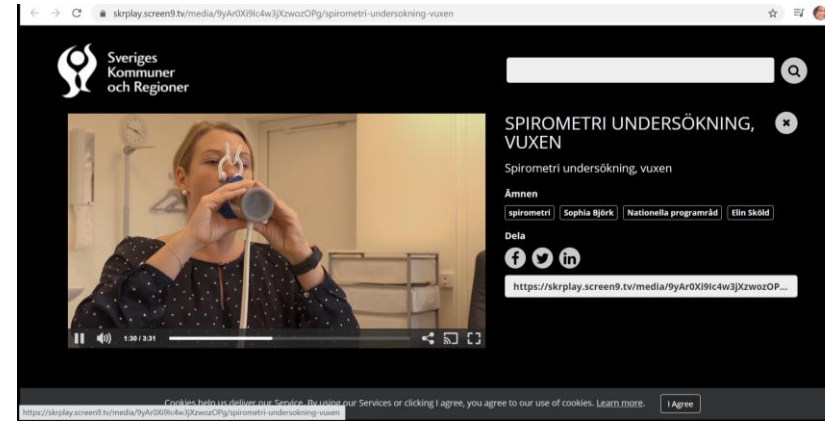 skrplay.screen9.tv/media/9yAr0Xi9Ic4w3jXzwozOPg/spirometri-undersokning-vuxen
Sveriges
Kommuner
och Regioner
SPIROMETRI UNDERSÖKNING,
VUXEN
Spirometri undersökning, vuxen
Ämnen
spirometri Sophia Björk Nationella programråd Elin Sköld
Dela
https://skrplay.screen9.tv/media/9yAr0Xi9Ic4w3jXzwozOP...
1:30 / 3:31
Cookies help us deliver our Service. By using our Services or clicking I agree, you agree to our use of cookies. Learn more. I Agree
https://skrplay.screen9.tv/media/9yAr0Xi9Ic4w3jXzwozOPg/spirometri-undersokning-vuxen